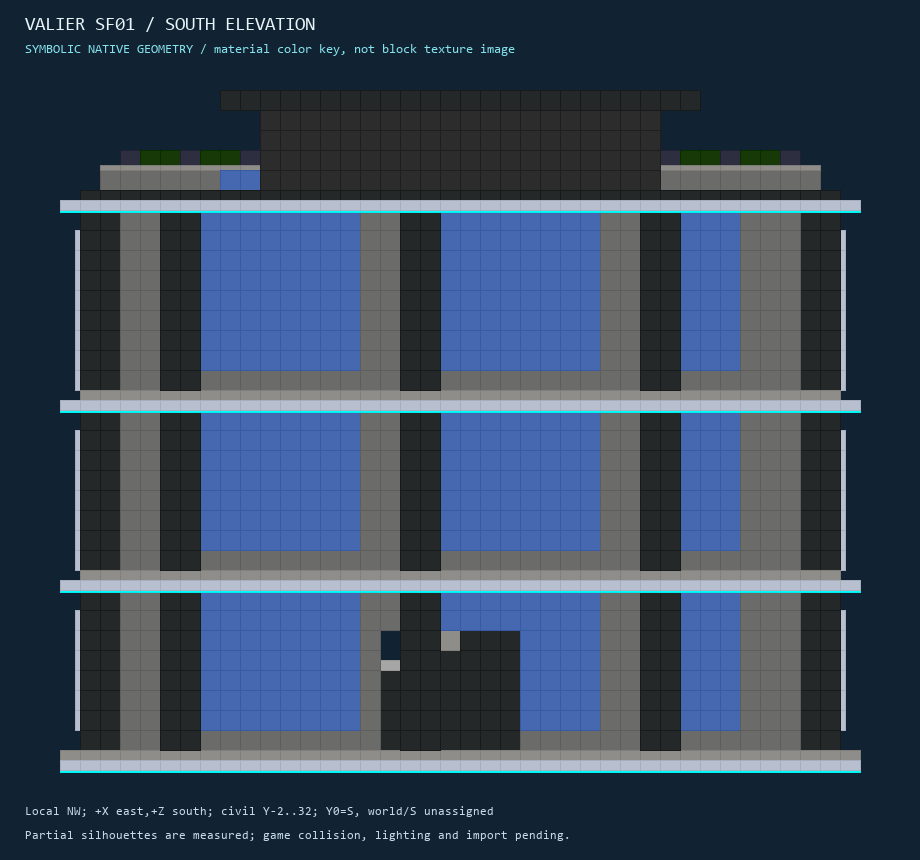 VALIER SF01 / SOUTH ELEVATION
SYMBOLIC NATIVE GEOMETRY / material color key, not block texture image
Local NW; +X east,+Z south; civil Y-2..32; Y0=S, world/S unassigned
Partial silhouettes are measured; game collision, lighting and import pending.